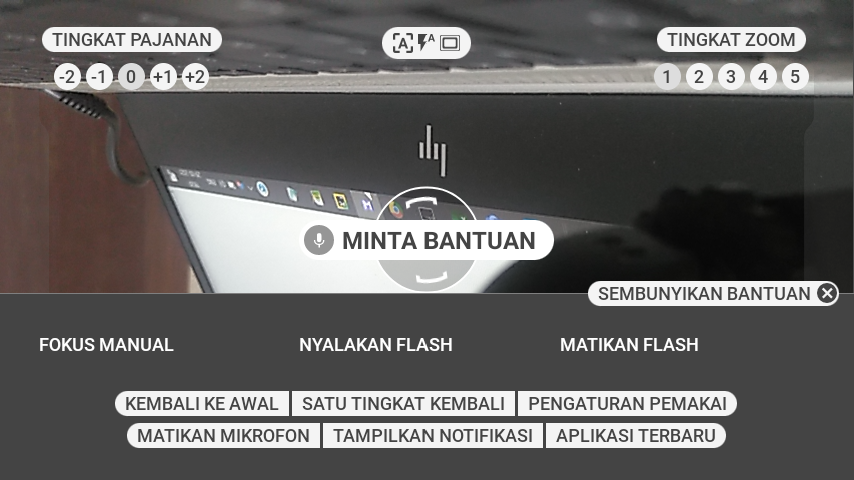 TINGKAT PAJANAN
A
A
TINGKAT ZOOM
-2 -1 0 +1 +2
1 2 3 4 5
hp
MINTA BANTUAN
SEMBUNYIKAN BANTUAN
FOKUS MANUAL
NYALAKAN FLASH
MATIKAN FLASH
KEMBALI KE AWAL
SATU TINGKAT KEMBALI
PENGATURAN PEMAKAI
MATIKAN MIKROFON
TAMPILKAN NOTIFIKASI
APLIKASI TERBARU